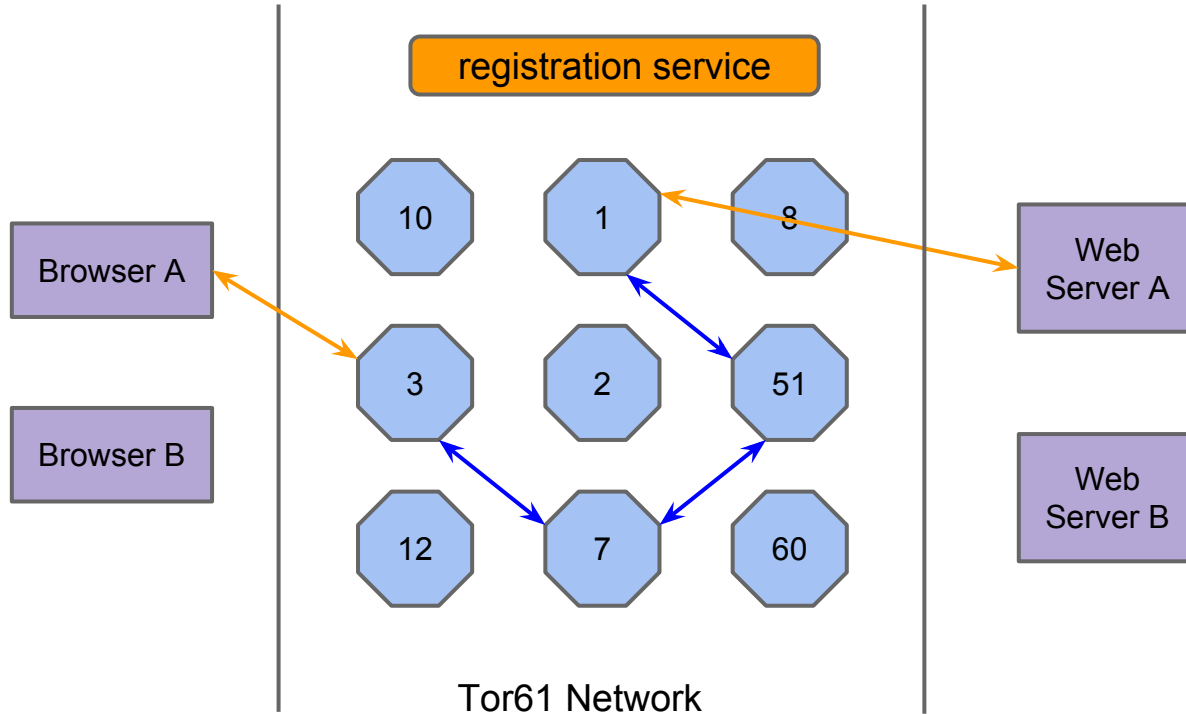 registration service
10
1
8
Browser A
Web
Server A
3
2
51
Browser B
Web
Server B
12
7
60
Tor61 Network